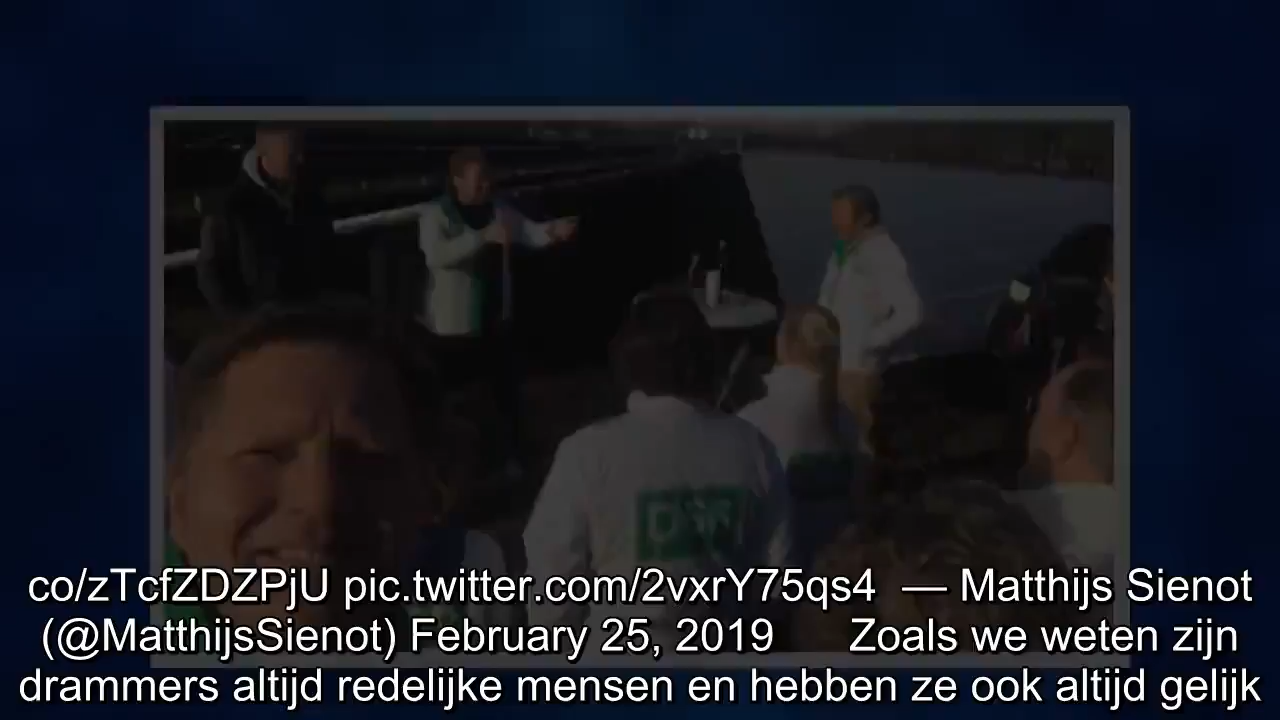 D66
co/zTcfZDZPjU pic.twitter.com/2vxrY75qs4 — Matthijs Sienot
(@MatthijsSienot) February 25, 2019 Zoals we weten zijn
drammers altijd redelijke mensen en hebben ze ook altijd gelijk